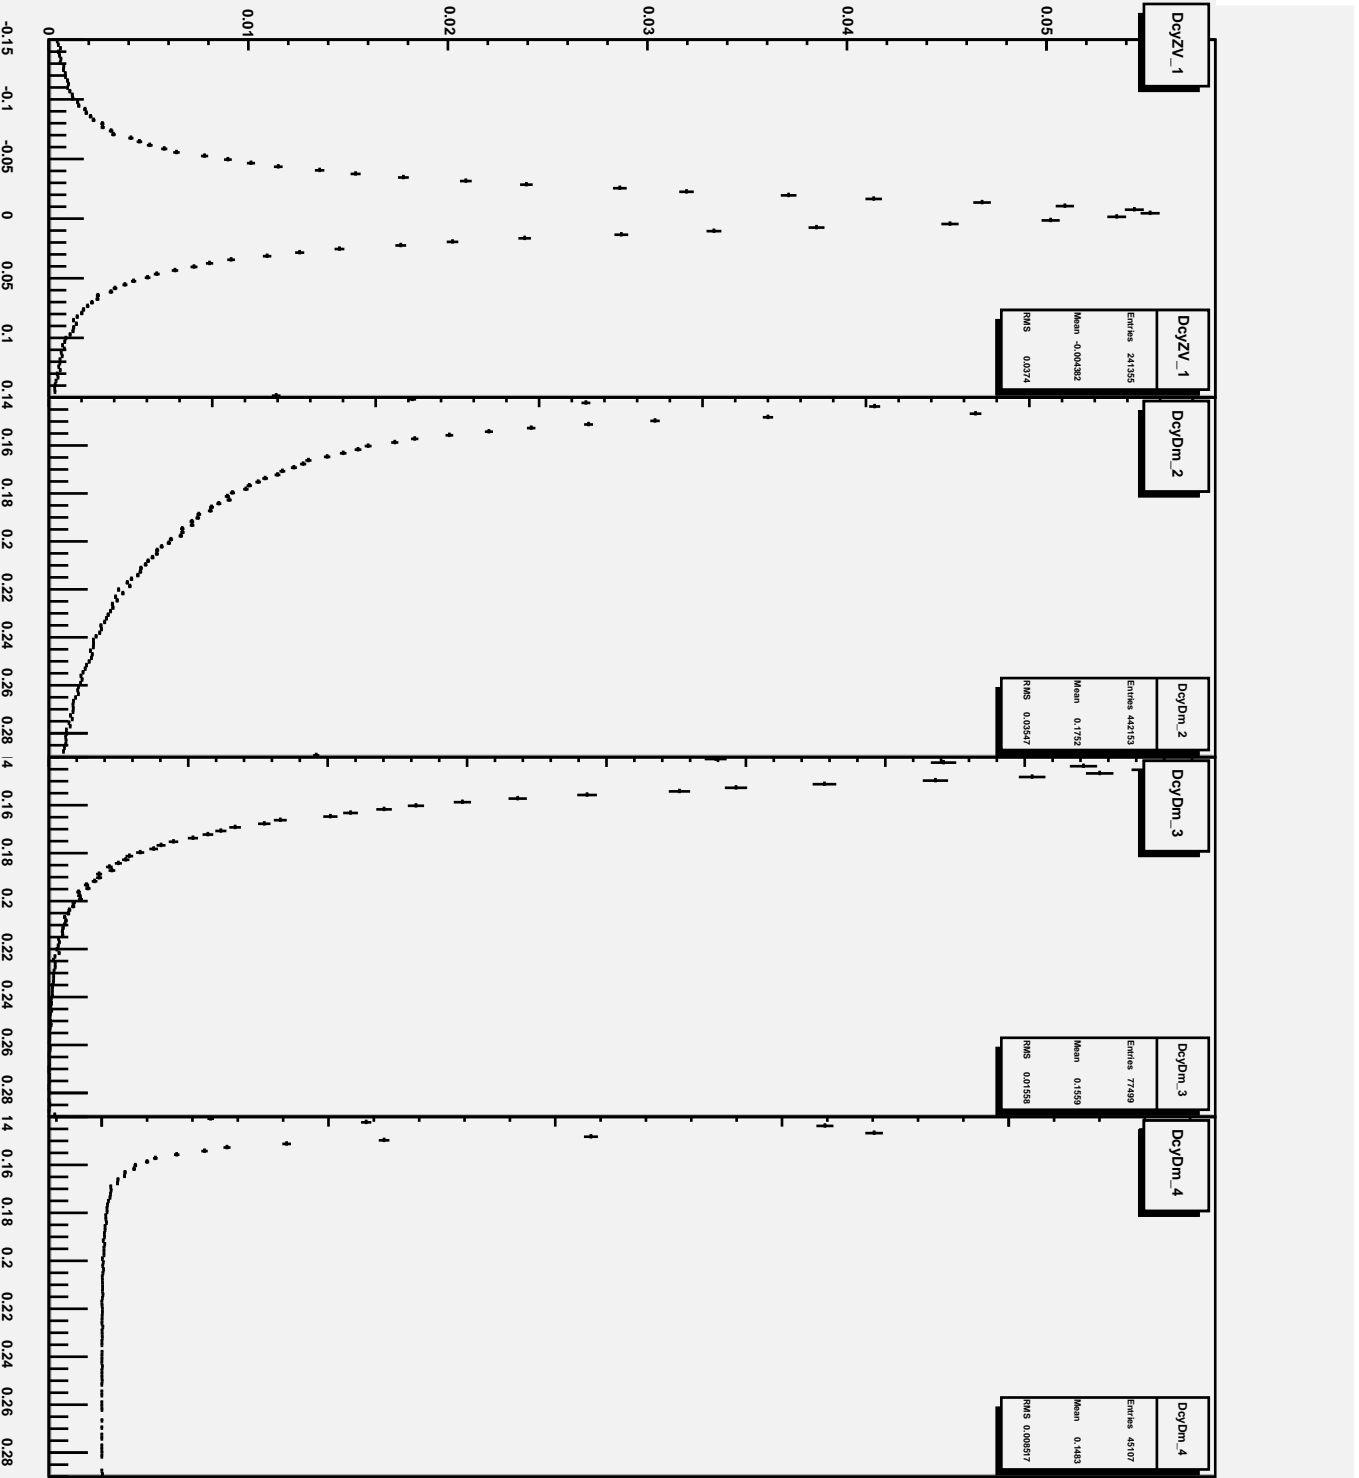 DcyZV_1
DcyZV_1
Entries 241355
Mean -0.004382
RMS 0.0374
0 0.01 0.02 0.03 0.04 0.05
-0.15 -0.1 -0.05 0 0.05 0.1 0.14
DcyDm_2
DcyDm_2
Entries 442153
Mean 0.1752
RMS 0.03547
0.16 0.18 0.2 0.22 0.24 0.26 0.28
DcyDm_3
DcyDm_3
Entries 77499
Mean 0.1559
RMS 0.01558
14 0.16 0.18 0.2 0.22 0.24 0.26 0.28
DcyDm_4
DcyDm_4
Entries 45107
Mean 0.1483
RMS 0.008517
14 0.16 0.18 0.2 0.22 0.24 0.26 0.28